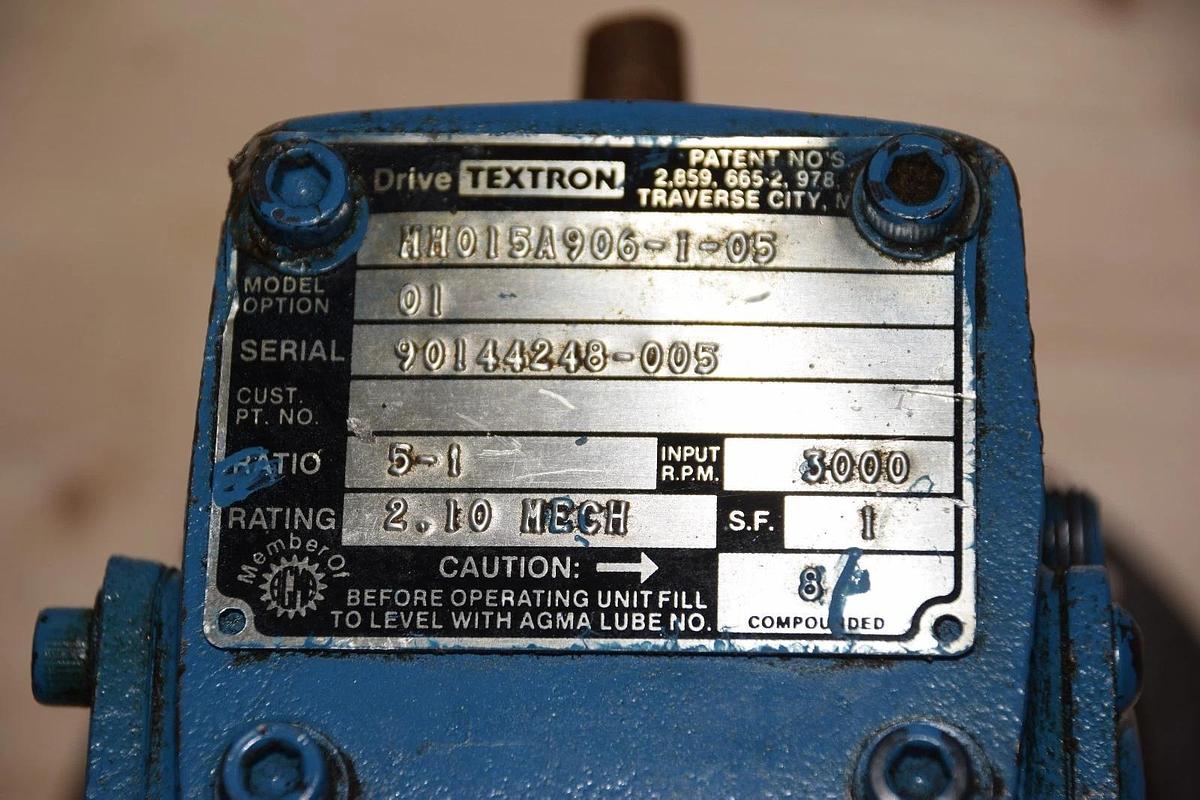 Drive TEXTRON
PATENT NO'S
2,859, 665-2, 978,
TRAVERSE CITY, M
MM015A906-1-05
MODEL OPTION 01
SERIAL 90144248-005
CUST. PT. NO.
RATIO 5-1 INPUT R.P.M. 3000
RATING 2.10 MECH S.F. 1
Member Of AGMA
CAUTION:
BEFORE OPERATING UNIT FILL
TO LEVEL WITH AGMA LUBE NO. 8
COMPOUNDED